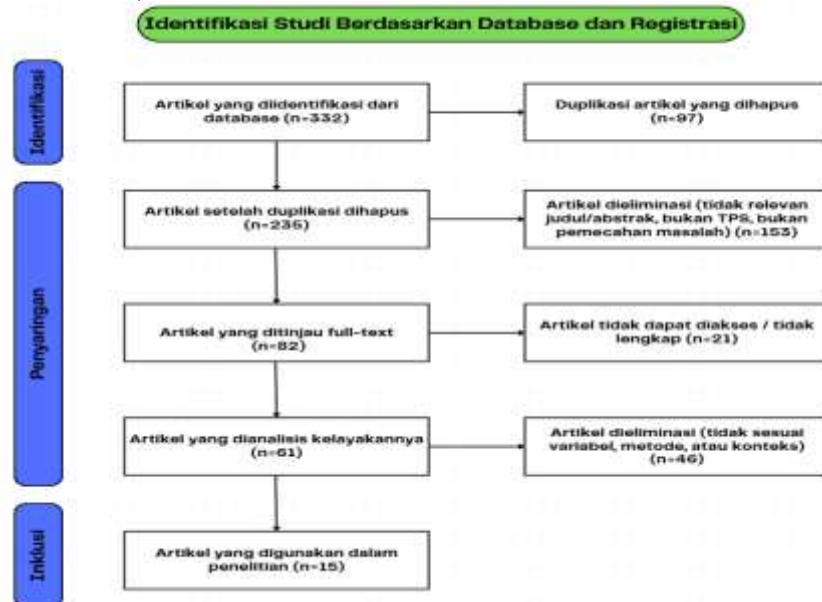 Identifikasi Studi Berdasarkan Database dan Registrasi
Identifikasi
Artikel yang diidentifikasi dari
database (n=332)
Duplikasi artikel yang dihapus
(n=97)
Penyaringan
Artikel setelah duplikasi dihapus
(n=235)
Artikel dieliminasi (tidak relevan
judul/abstrak, bukan TPS, bukan
pemecahan masalah) (n=153)
Artikel yang ditinjau full-text
(n=82)
Artikel tidak dapat diakses / tidak
lengkap (n=21)
Artikel yang dianalisis kelayakannya
(n=61)
Artikel dieliminasi (tidak sesuai
variabel, metode, atau konteks)
(n=46)
Inklusi
Artikel yang digunakan dalam
penelitian (n=15)